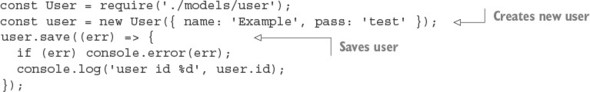 const User = require('./models/user');
const user = new User({ name: 'Example', pass: 'test' });
Creates new user
user.save((err) => {
Saves user
if (err) console.error(err);
console.log('user id %d', user.id);
});